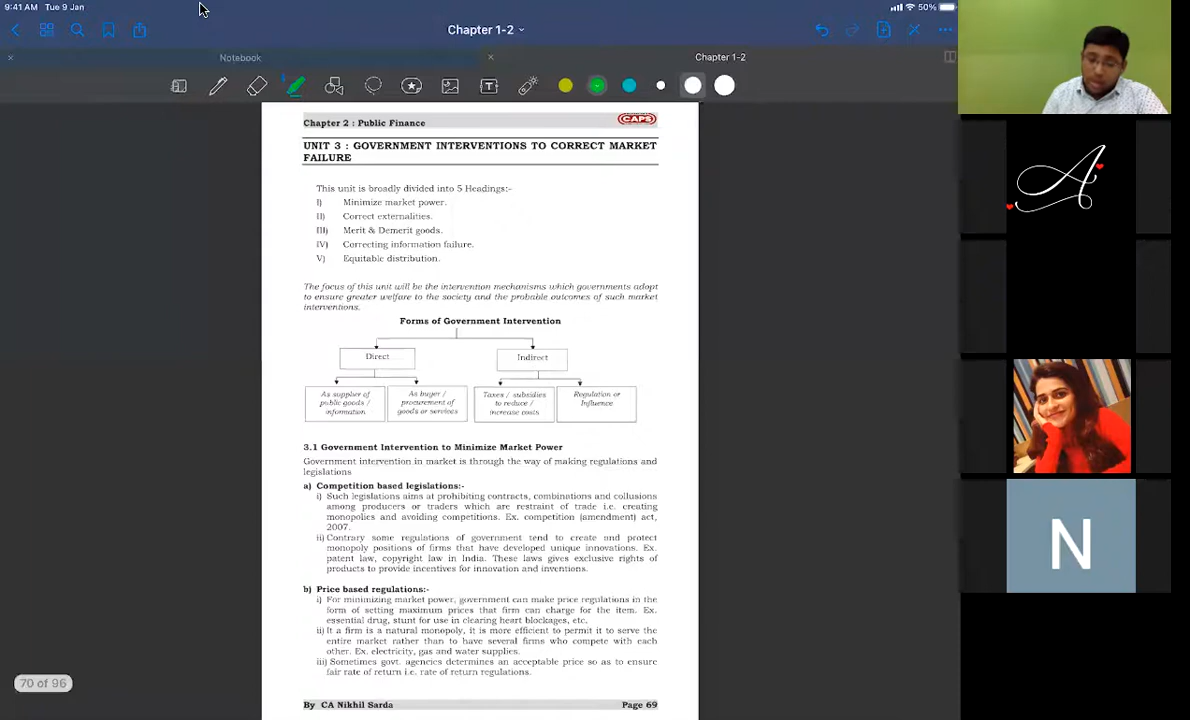 9:41 AM Tue 9 Jan
50%
Chapter 1-2
Notebook
Chapter 1-2
Chapter 2 : Public Finance
CAPS
UNIT 3 : GOVERNMENT INTERVENTIONS TO CORRECT MARKET
FAILURE
This unit is broadly divided into 5 Headings:-
I) Minimize market power.
II) Correct externalities.
III) Merit & Demerit goods.
IV) Correcting information failure.
V) Equitable distribution.
The focus of this unit will be the intervention mechanisms which governments adopt
to ensure greater welfare to the society and the probable outcomes of such market
interventions.
Forms of Government Intervention
Direct
Indirect
As supplier of
public goods /
information
As buyer /
procurement of
goods or services
Taxes / subsidies
to reduce /
increase costs
Regulation or
Influence
3.1 Government Intervention to Minimize Market Power
Government intervention in market is through the way of making regulations and
legislations
a) Competition based legislations:-
i) Such legislations aims at prohibiting contracts, combinations and collusions
among producers or traders which are restraint of trade i.e. creating
monopolies and avoiding competitions. Ex. competition (amendment) act,
2007.
ii) Contrary some regulations of government tend to create and protect
monopoly positions of firms that have developed unique innovations. Ex.
patent law, copyright law in India. These laws gives exclusive rights of
products to provide incentives for innovation and inventions.
b) Price based regulations:-
i) For minimizing market power, government can make price regulations in the
form of setting maximum prices that firm can charge for the item. Ex.
essential drug, stunt for use in clearing heart blockages, etc.
ii) It a firm is a natural monopoly, it is more efficient to permit it to serve the
entire market rather than to have several firms who compete with each
other. Ex. electricity, gas and water supplies.
iii) Sometimes govt. agencies determines an acceptable price so as to ensure
fair rate of return i.e. rate of return regulations.
70 of 96
By CA Nikhil Sarda
Page 69
A
N